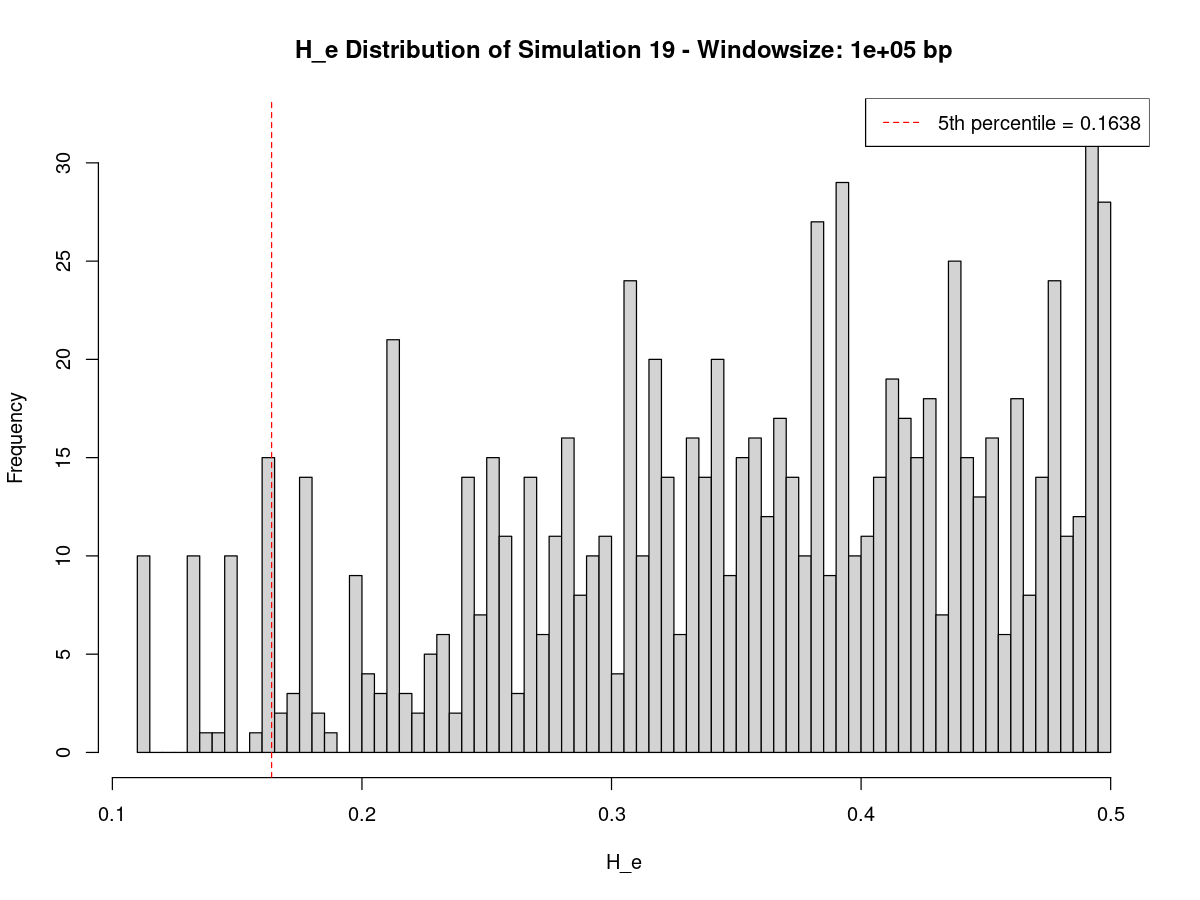 H_e Distribution of Simulation 19 - Windowsize: 1e+05 bp
5th percentile = 0.1638
Frequency
30
25
20
15
10
5
0
0.1 0.2 0.3 0.4 0.5
H_e